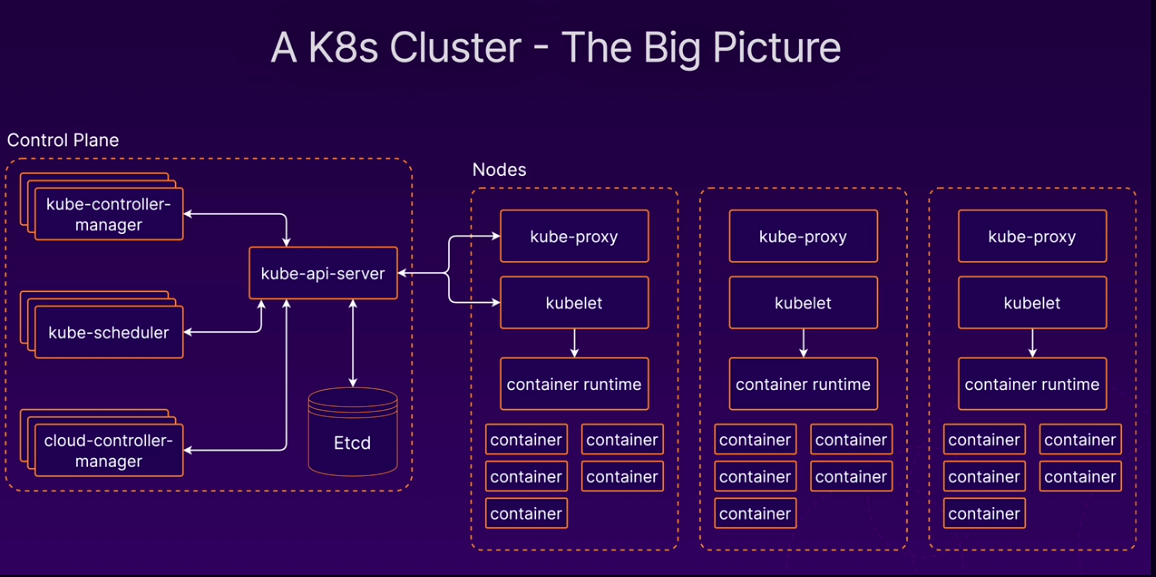 A K8s Cluster - The Big Picture
Control Plane
kube-controller-
manager
kube-api-server
kube-scheduler
cloud-controller-
manager
Etcd
Nodes
kube-proxy
kubelet
container runtime
container container
container container
container
kube-proxy
kubelet
container runtime
container container
container container
container
kube-proxy
kubelet
container runtime
container container
container container
container